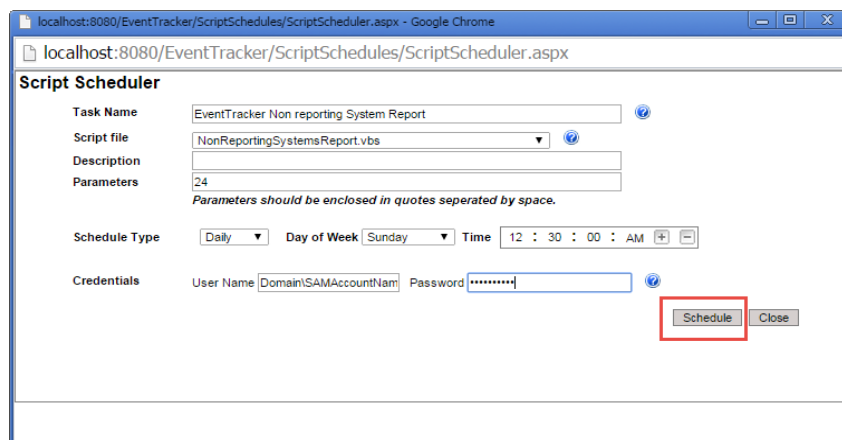 localhost:8080/EventTracker/ScriptSchedules/ScriptScheduler.aspx - Google Chrome
localhost:8080/EventTracker/ScriptSchedules/ScriptScheduler.aspx
Script Scheduler
Task Name EventTracker Non reporting System Report
Script file NonReportingSystemsReport.vbs
Description
Parameters 24
Parameters should be enclosed in quotes seperated by space.
Schedule Type Daily Day of Week Sunday Time 12 : 30 : 00 : AM + −
Credentials User Name Domain\SAMAccountNam Password ••••••••••
Schedule Close